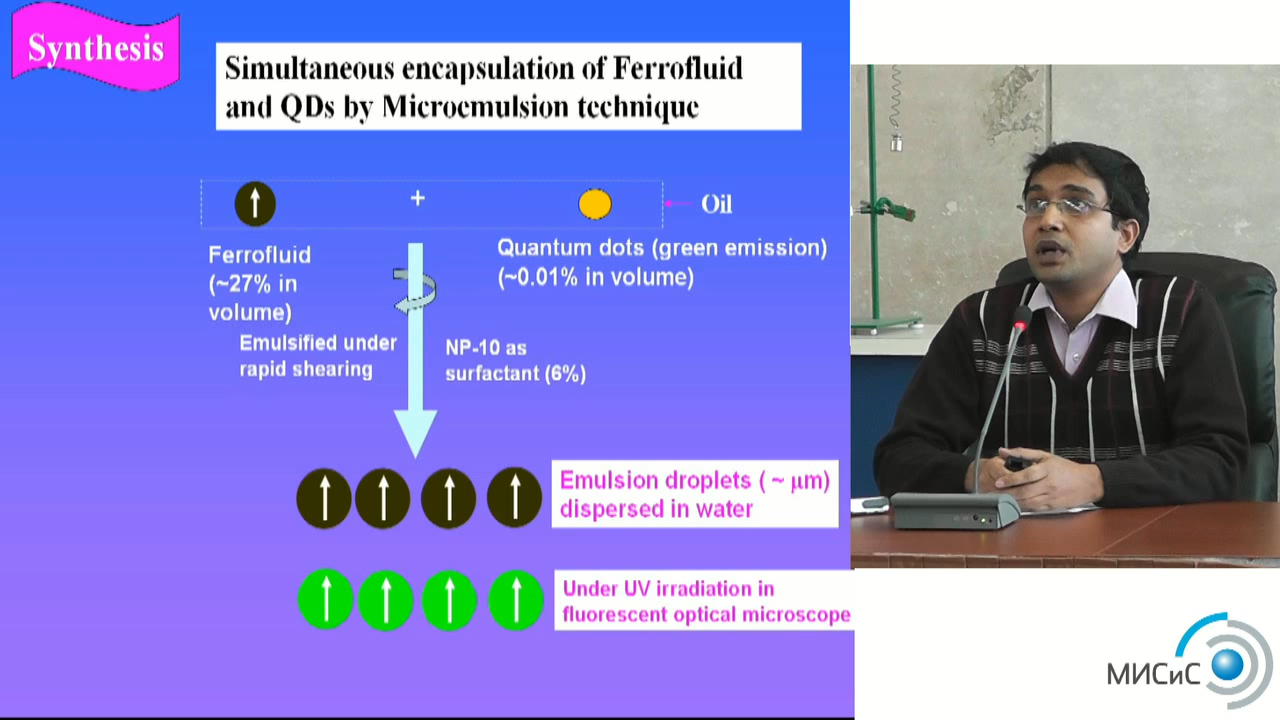 Synthesis
Simultaneous encapsulation of Ferrofluid
and QDs by Microemulsion technique
+
Oil
Ferrofluid
(~27% in
volume)
Quantum dots (green emission)
(~0.01% in volume)
Emulsified under
rapid shearing
NP-10 as
surfactant (6%)
Emulsion droplets ( ~ μm)
dispersed in water
Under UV irradiation in
fluorescent optical microscope
МИСиС